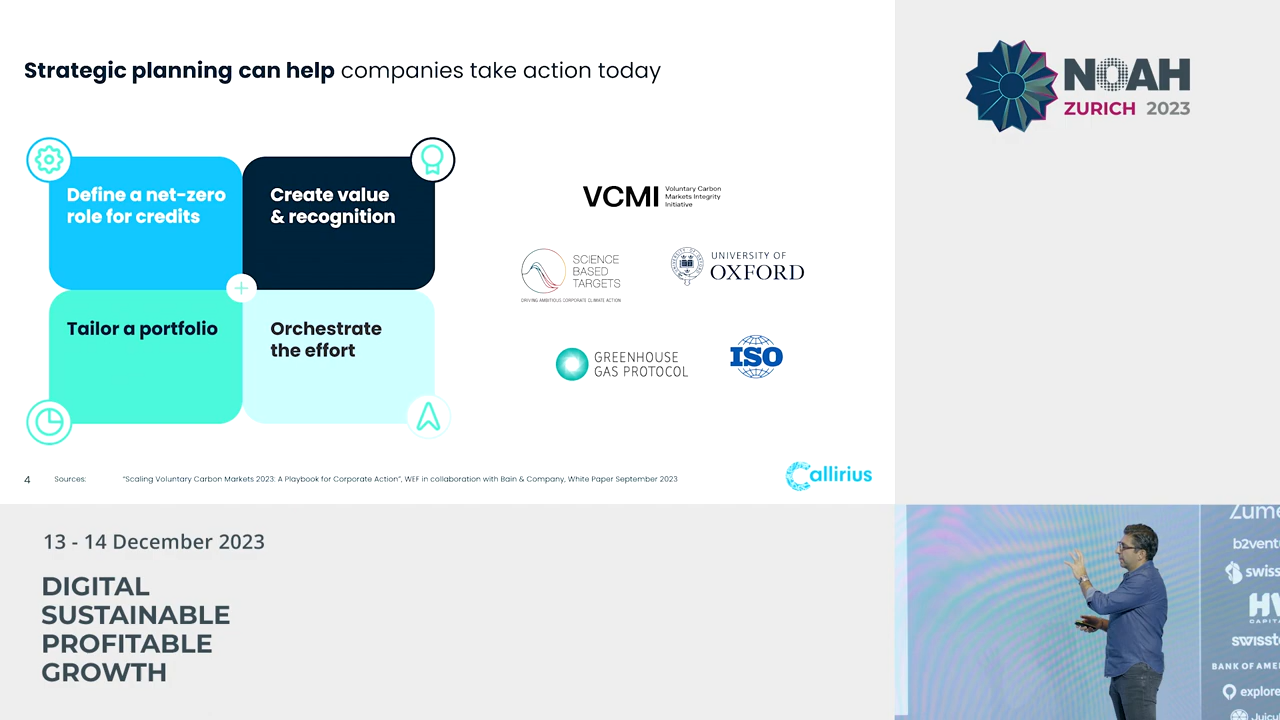 Strategic planning can help companies take action today
Define a net-zero
role for credits
Create value
& recognition
Tailor a portfolio
Orchestrate
the effort
VCMI
Voluntary Carbon
Markets Integrity
Initiative
SCIENCE
BASED
TARGETS
DRIVING AMBITIOUS CORPORATE CLIMATE ACTION
UNIVERSITY OF
OXFORD
GREENHOUSE
GAS PROTOCOL
ISO
4
Sources:
"Scaling Voluntary Carbon Markets 2023: A Playbook for Corporate Action", WEF in collaboration with Bain & Company, White Paper September 2023
Callirius
NOAH
ZURICH 2023
13 - 14 December 2023
DIGITAL
SUSTAINABLE
PROFITABLE
GROWTH
b2ventu
swiss
HV
CAPITA
swisst
BANK OF AME
explore